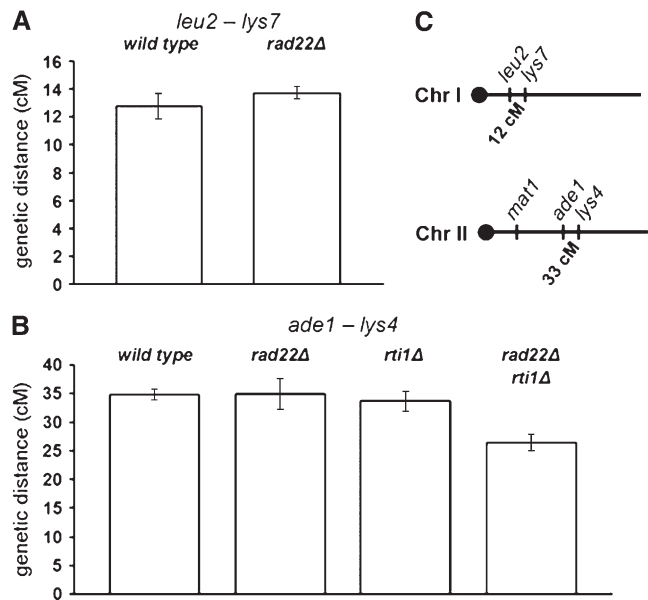 A
leu2 – lys7
wild type
rad22Δ
genetic distance (cM)
16
14
12
10
8
6
4
2
0
B
ade1 – lys4
wild type
rad22Δ
rti1Δ
rad22Δ
rti1Δ
genetic distance (cM)
40
35
30
25
20
15
10
5
0
C
leu2
lys7
Chr I
12 cM
mat1
ade1
lys4
Chr II
33 cM